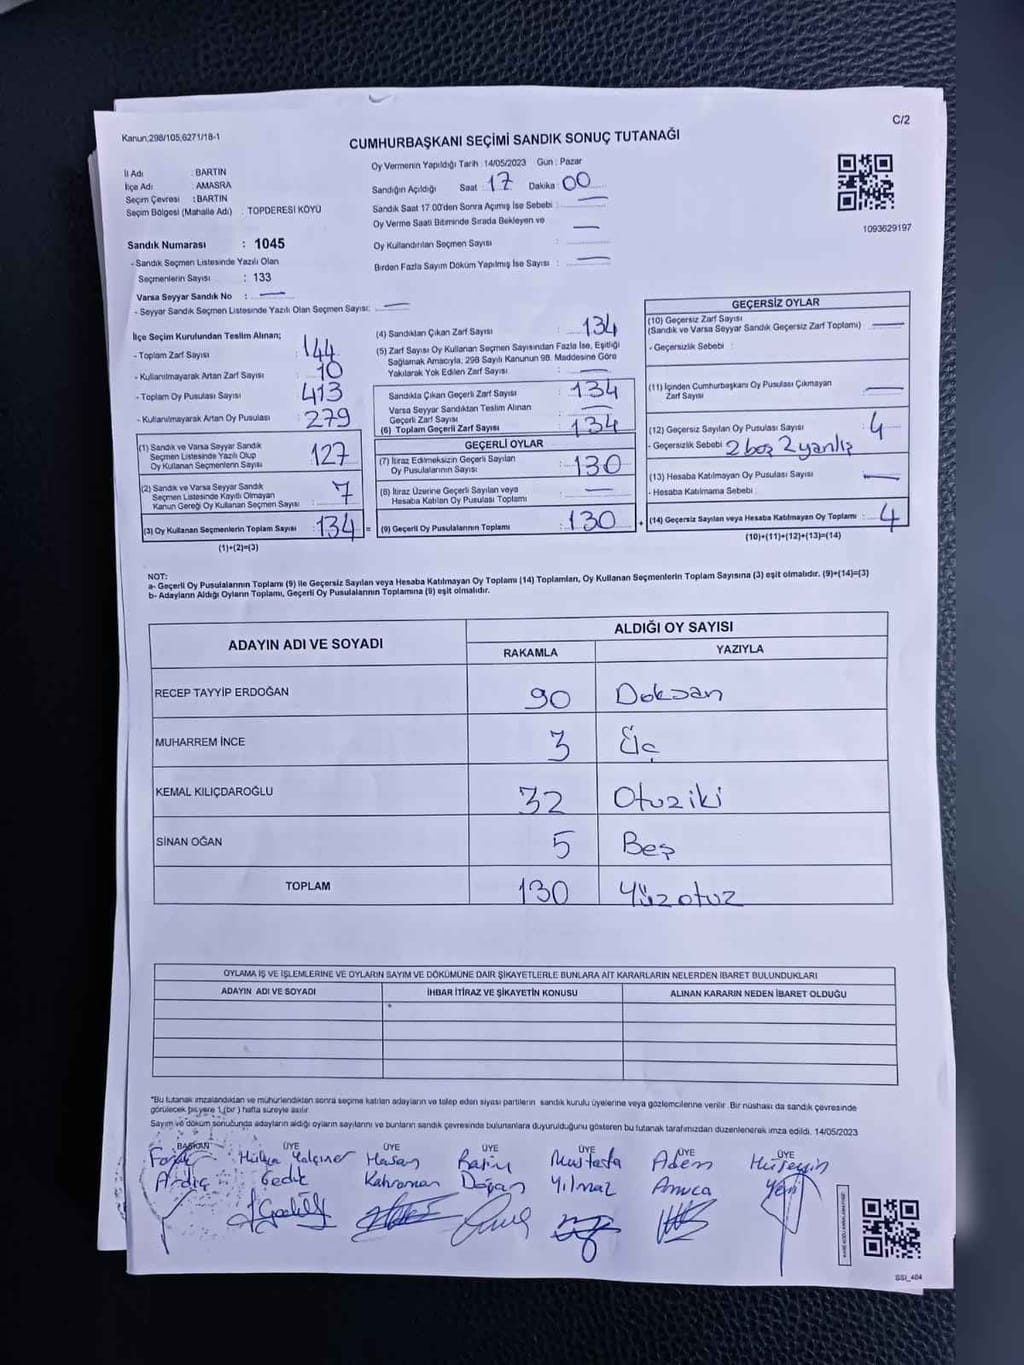 Kanun,298/105,6271/18-1
C/2
CUMHURBAŞKANI SEÇİMİ SANDIK SONUÇ TUTANAĞI
İl Adı : BARTIN
İlçe Adı : AMASRA
Seçim Çevresi : BARTIN
Seçim Bölgesi (Mahalle Adı) : TOPDERESİ KÖYÜ
Sandık Numarası : 1045
- Sandık Seçmen Listesinde Yazılı Olan
Seçmenlerin Sayısı : 133
Varsa Seyyar Sandık No :
- Seyyar Sandık Seçmen Listesinde Yazılı Olan Seçmen Sayısı:
Oy Vermenin Yapıldığı Tarih : 14/05/2023 Gün : Pazar
Sandığın Açıldığı Saat : 17 Dakika : 00
Sandık Saat 17.00'den Sonra Açılmış İse Sebebi :
Oy Verme Saati Bitiminde Sırada Bekleyen ve
Oy Kullandırılan Seçmen Sayısı :
Birden Fazla Sayım Döküm Yapılmış İse Sayısı :
1093629197
İlçe Seçim Kurulundan Teslim Alınan;
- Toplam Zarf Sayısı : 144
- Kullanılmayarak Artan Zarf Sayısı : 10
- Toplam Oy Pusulası Sayısı : 413
- Kullanılmayarak Artan Oy Pusulası : 279
(1) Sandık ve Varsa Seyyar Sandık
Seçmen Listesinde Yazılı Olup
Oy Kullanan Seçmenlerin Sayısı : 127
(2) Sandık ve Varsa Seyyar Sandık
Seçmen Listesinde Kayıtlı Olmayan
Kanun Gereği Oy Kullanan Seçmen Sayısı : 7
(3) Oy Kullanan Seçmenlerin Toplam Sayısı : 134 =
(1)+(2)=(3)
(4) Sandıktan Çıkan Zarf Sayısı : 134
(5) Zarf Sayısı Oy Kullanan Seçmen Sayısından Fazla İse, Eşitliği
Sağlamak Amacıyla, 298 Sayılı Kanunun 98. Maddesine Göre
Yakılarak Yok Edilen Zarf Sayısı :
Sandıkta Çıkan Geçerli Zarf Sayısı : 134
Varsa Seyyar Sandıktan Teslim Alınan
Geçerli Zarf Sayısı :
(6) Toplam Geçerli Zarf Sayısı : 134
GEÇERLİ OYLAR
(7) İtiraz Edilmeksizin Geçerli Sayılan
Oy Pusulalarının Sayısı : 130
(8) İtiraz Üzerine Geçerli Sayılan veya
Hesaba Katılan Oy Pusulası Toplamı :
(9) Geçerli Oy Pusulalarının Toplamı : 130 +
GEÇERSİZ OYLAR
(10) Geçersiz Zarf Sayısı
(Sandık ve Varsa Seyyar Sandık Geçersiz Zarf Toplamı) :
- Geçersizlik Sebebi :
(11) İçinden Cumhurbaşkanı Oy Pusulası Çıkmayan
Zarf Sayısı :
(12) Geçersiz Sayılan Oy Pusulası Sayısı : 4
- Geçersizlik Sebebi : 2 boş 2 yanlış
(13) Hesaba Katılmayan Oy Pusulası Sayısı :
- Hesaba Katılmama Sebebi :
(14) Geçersiz Sayılan veya Hesaba Katılmayan Oy Toplamı : 4
(10)+(11)+(12)+(13)=(14)
NOT:
a- Geçerli Oy Pusulalarının Toplamı (9) ile Geçersiz Sayılan veya Hesaba Katılmayan Oy Toplamı (14) Toplamları, Oy Kullanan Seçmenlerin Toplam Sayısına (3) eşit olmalıdır. (9)+(14)=(3)
b- Adayların Aldığı Oyların Toplamı, Geçerli Oy Pusulalarının Toplamına (9) eşit olmalıdır.
ADAYIN ADI VE SOYADI
ALDIĞI OY SAYISI
RAKAMLA YAZIYLA
RECEP TAYYİP ERDOĞAN 90 Doksan
MUHARREM İNCE 3 Üç
KEMAL KILIÇDAROĞLU 32 Otuziki
SİNAN OĞAN 5 Beş
TOPLAM 130 Yüzotuz
OYLAMA İŞ VE İŞLEMLERİNE VE OYLARIN SAYIM VE DÖKÜMÜNE DAİR ŞİKAYETLERLE BUNLARA AİT KARARLARIN NELERDEN İBARET BULUNDUKLARI
ADAYIN ADI VE SOYADI İHBAR İTİRAZ VE ŞİKAYETİN KONUSU ALINAN KARARIN NEDEN İBARET OLDUĞU
"Bu tutanak imzalandıktan ve mühürlendikten sonra seçime katılan adayların ve talep eden siyasi partilerin sandık kurulu üyelerine veya gözlemcilerine verilir. Bir nüshası da sandık çevresinde
görülecek bir yere 1 (bir ) hafta süreyle asılır.
Sayım ve döküm sonucunda adayların aldığı oyların sayılarını ve bunların sandık çevresinde bulunanlara duyurulduğunu gösteren bu tutanak tarafımızdan düzenlenerek imza edildi. 14/05/2023
BAŞKAN ÜYE ÜYE ÜYE ÜYE ÜYE ÜYE
Hülya Yalçıner Hasan Mustafa Adem Hüseyin
Ardıç Gedik Kahraman Doğan Yılmaz Amuca
SSİ_404